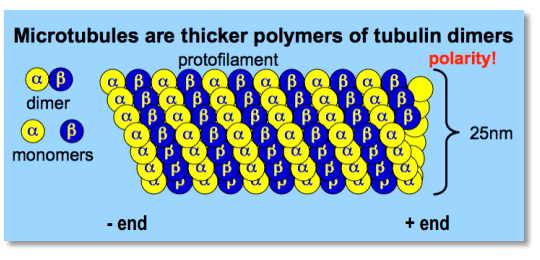 Microtubules are thicker polymers of tubulin dimers
protofilament
polarity!
α β
dimer
α β
monomers
α β α β α β α β α β α β
α β α β α β α β α β α β
α β α β α β α β α β α β
α β α β α β α β α β α
α β α β α β α β α β α
α β α β α β α β α β α
25nm
- end
+ end